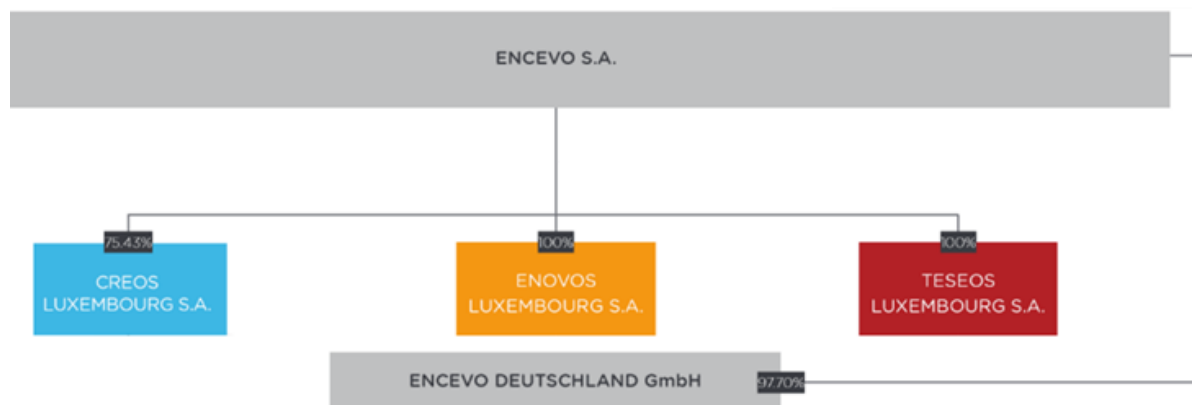 ENCEVO S.A.
75.43%
100%
100%
CREOS
LUXEMBOURG S.A.
ENOVOS
LUXEMBOURG S.A.
TESEOS
LUXEMBOURG S.A.
ENCEVO DEUTSCHLAND GmbH
97.70%